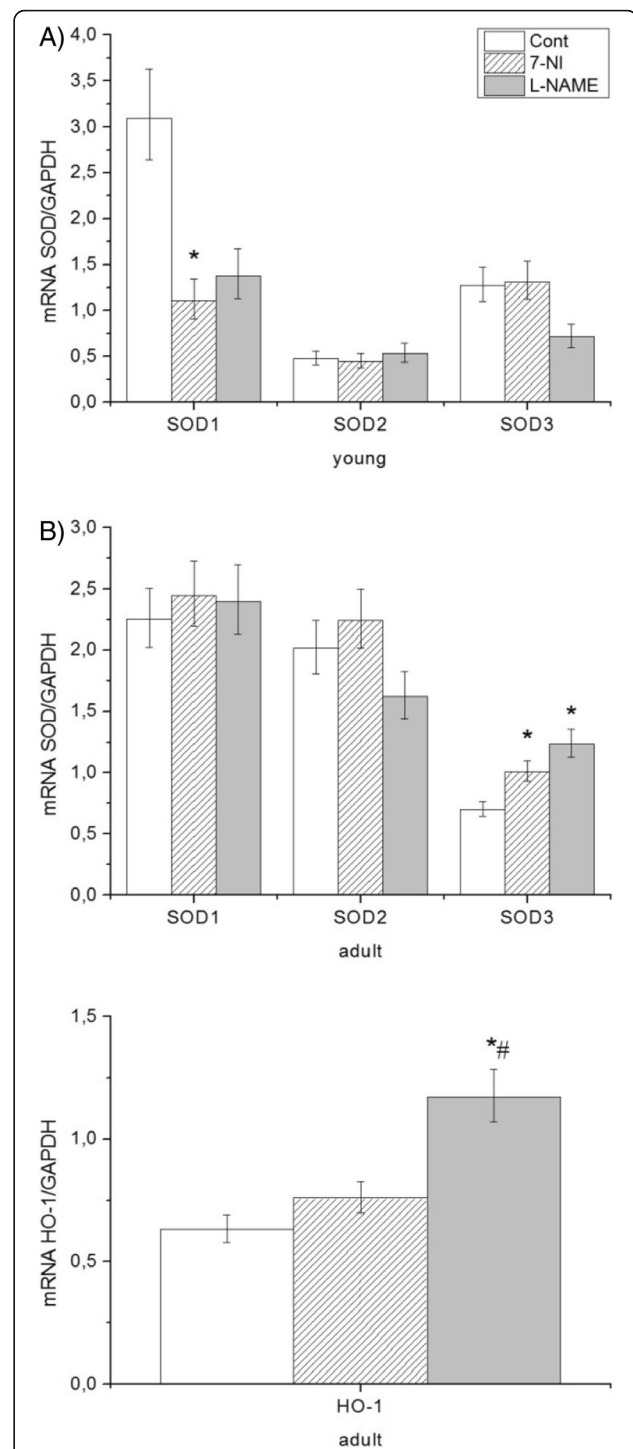 A)
Cont
7-NI
L-NAME
mRNA SOD/GAPDH
4,0
3,5
3,0
2,5
2,0
1,5
1,0
0,5
0,0
*
SOD1 SOD2 SOD3
young
B)
mRNA SOD/GAPDH
3,0
2,5
2,0
1,5
1,0
0,5
0,0
* *
SOD1 SOD2 SOD3
adult
mRNA HO-1/GAPDH
1,5
1,0
0,5
0,0
*#
HO-1
adult